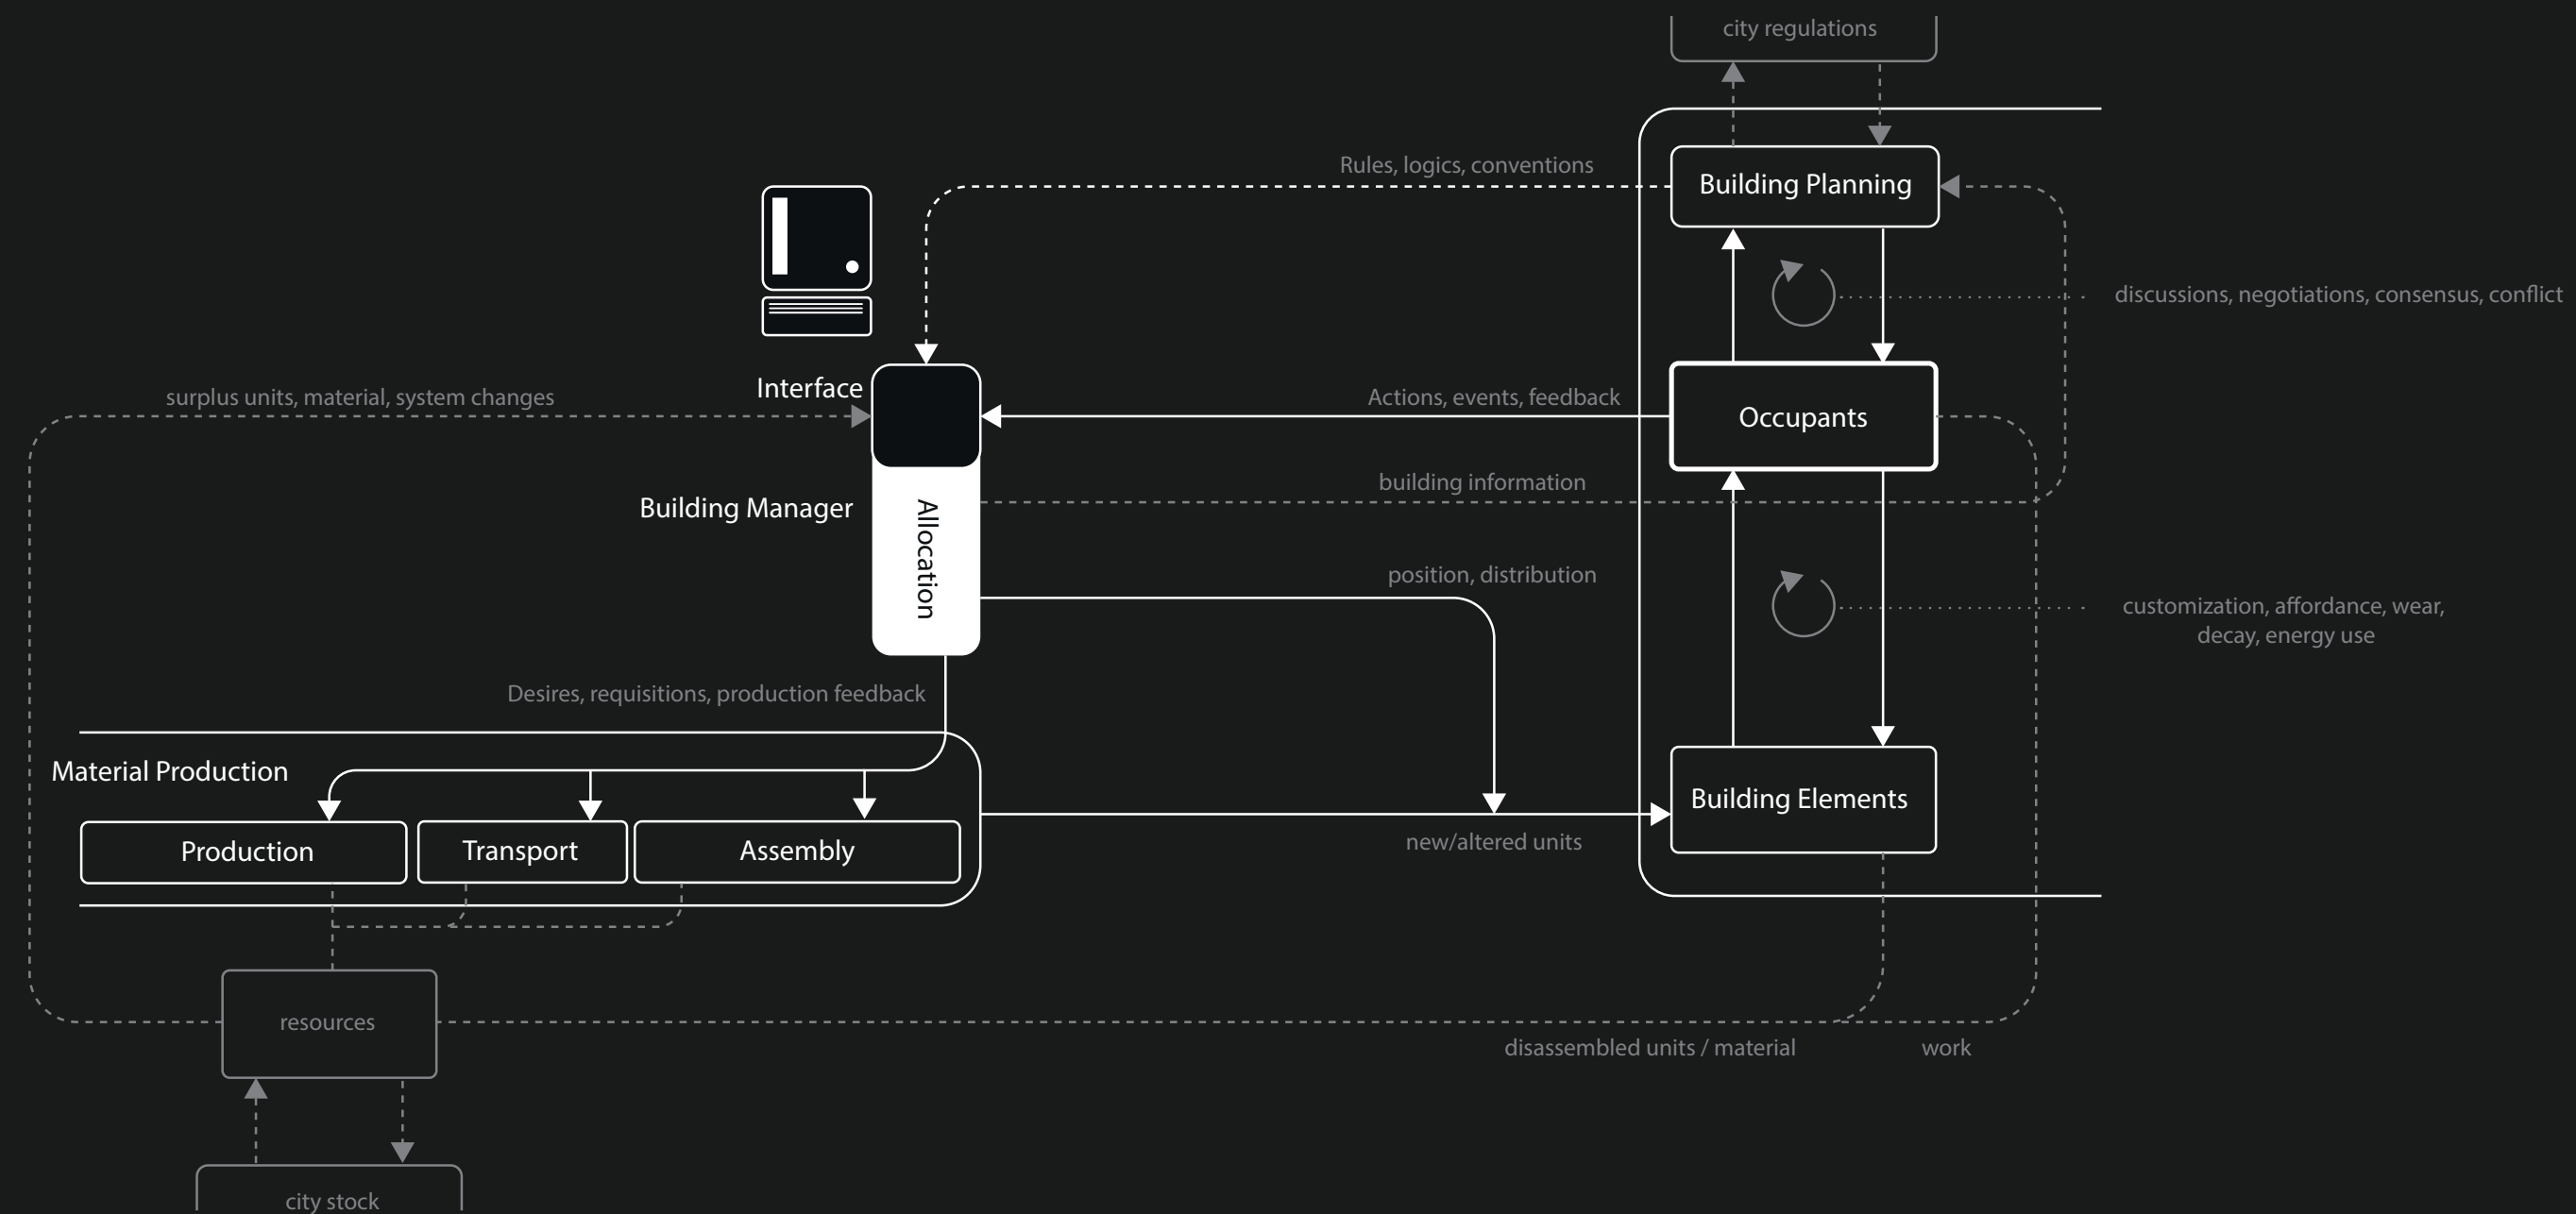 city regulations
Rules, logics, conventions
Building Planning
discussions, negotiations, consensus, conflict
Interface
surplus units, material, system changes
Actions, events, feedback
Occupants
building information
Building Manager
Allocation
position, distribution
customization, affordance, wear,
decay, energy use
Desires, requisitions, production feedback
Material Production
Building Elements
new/altered units
Production
Transport
Assembly
resources
disassembled units / material
work
city stock